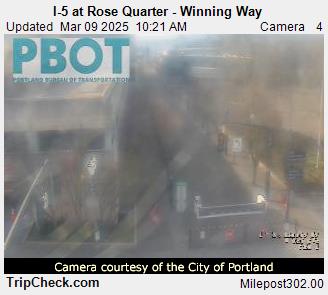 I-5 at Rose Quarter - Winning Way
Updated Mar 09 2025 10:21 AM Camera 4
PBOT
PORTLAND BUREAU OF TRANSPORTATION
Camera courtesy of the City of Portland
TripCheck.com Milepost302.00